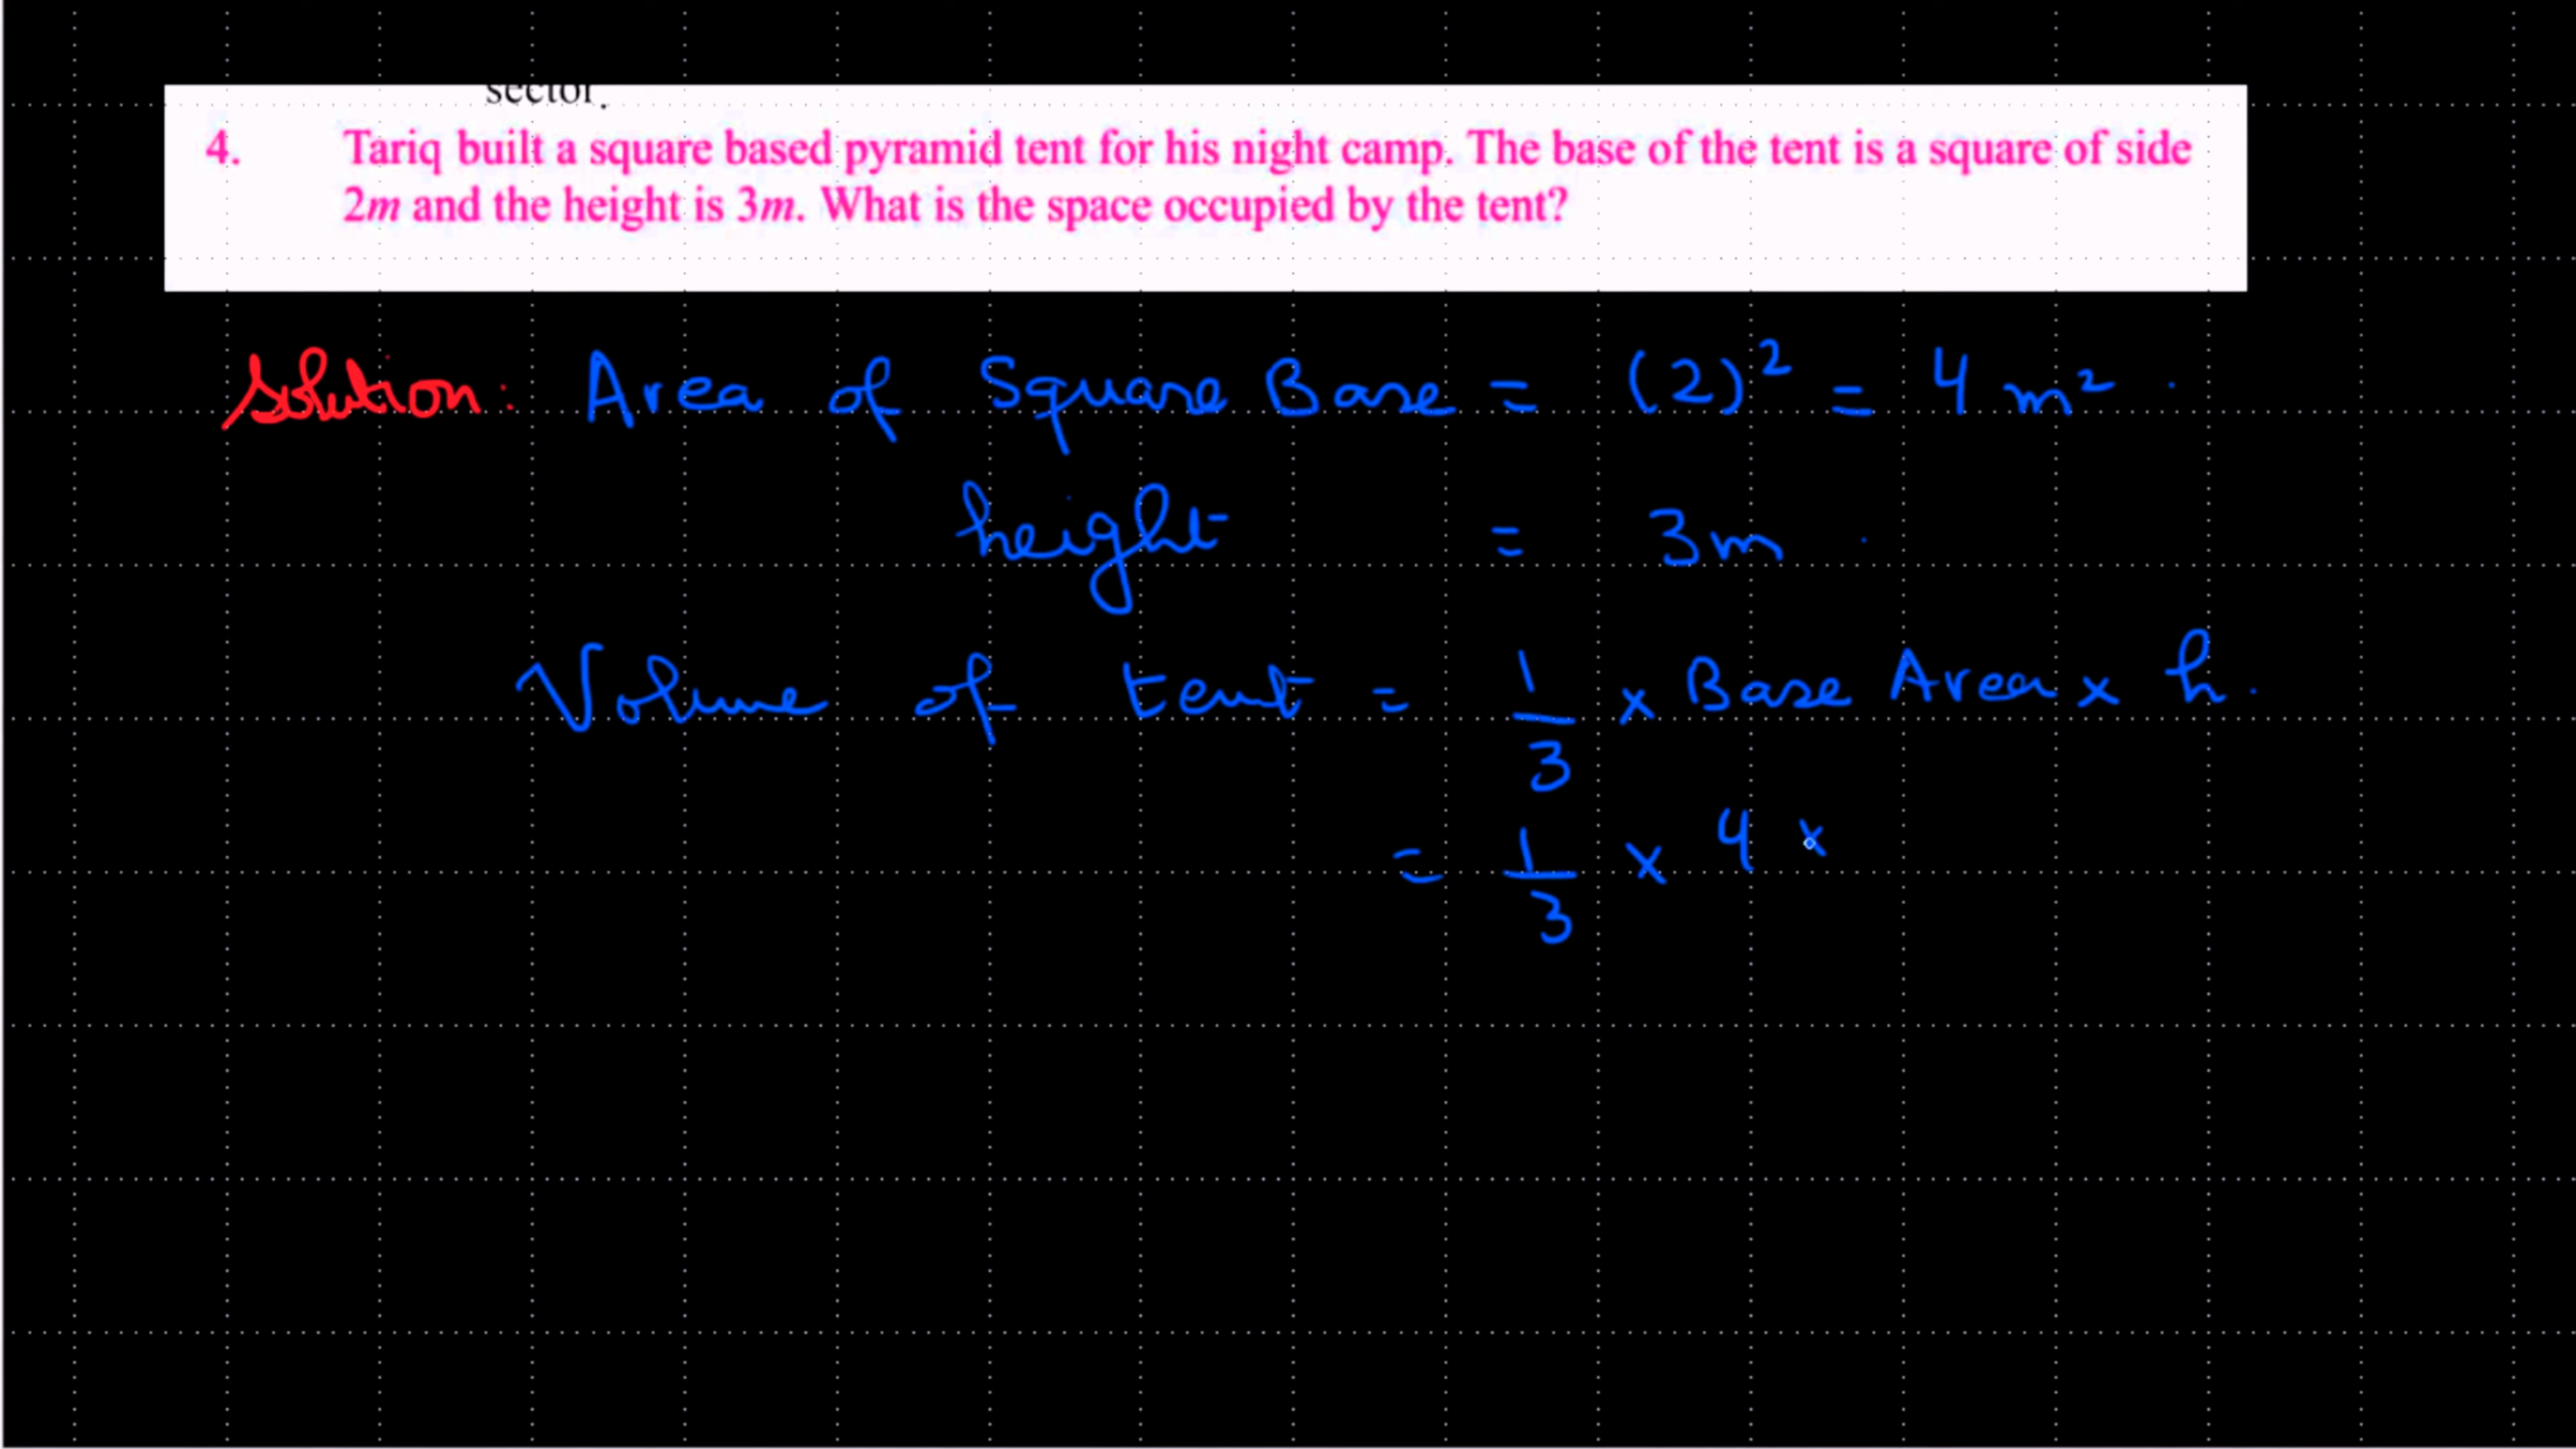 sector.
4. Tariq built a square based pyramid tent for his night camp. The base of the tent is a square of side
2m and the height is 3m. What is the space occupied by the tent?
Solution: Area of Square Base = (2)² = 4 m² .
height = 3m .
Volume of tent = 1/3 × Base Area × h.
= 1/3 × 4 ×